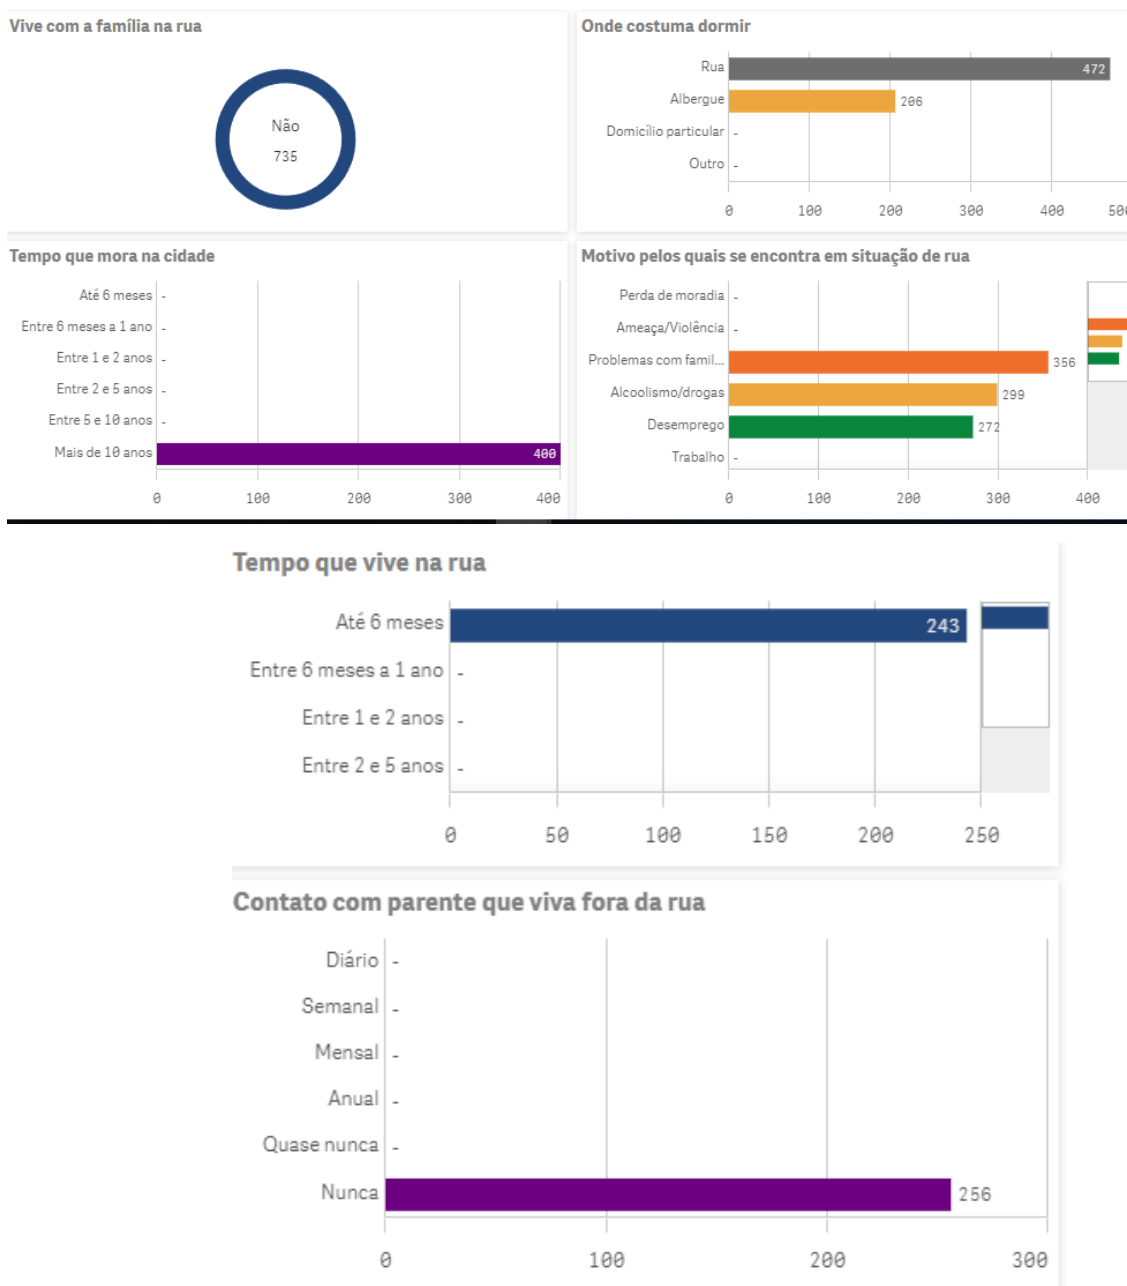 Vive com a família na rua
Não
735
Onde costuma dormir
Rua 472
Albergue 206
Domicílio particular -
Outro -
0 100 200 300 400 500
Tempo que mora na cidade
Até 6 meses -
Entre 6 meses a 1 ano -
Entre 1 e 2 anos -
Entre 2 e 5 anos -
Entre 5 e 10 anos -
Mais de 10 anos 400
0 100 200 300 400
Motivo pelos quais se encontra em situação de rua
Perda de moradia -
Ameaça/Violência -
Problemas com famil... 356
Alcoolismo/drogas 299
Desemprego 272
Trabalho -
0 100 200 300 400
Tempo que vive na rua
Até 6 meses 243
Entre 6 meses a 1 ano -
Entre 1 e 2 anos -
Entre 2 e 5 anos -
0 50 100 150 200 250
Contato com parente que viva fora da rua
Diário -
Semanal -
Mensal -
Anual -
Quase nunca -
Nunca 256
0 100 200 300